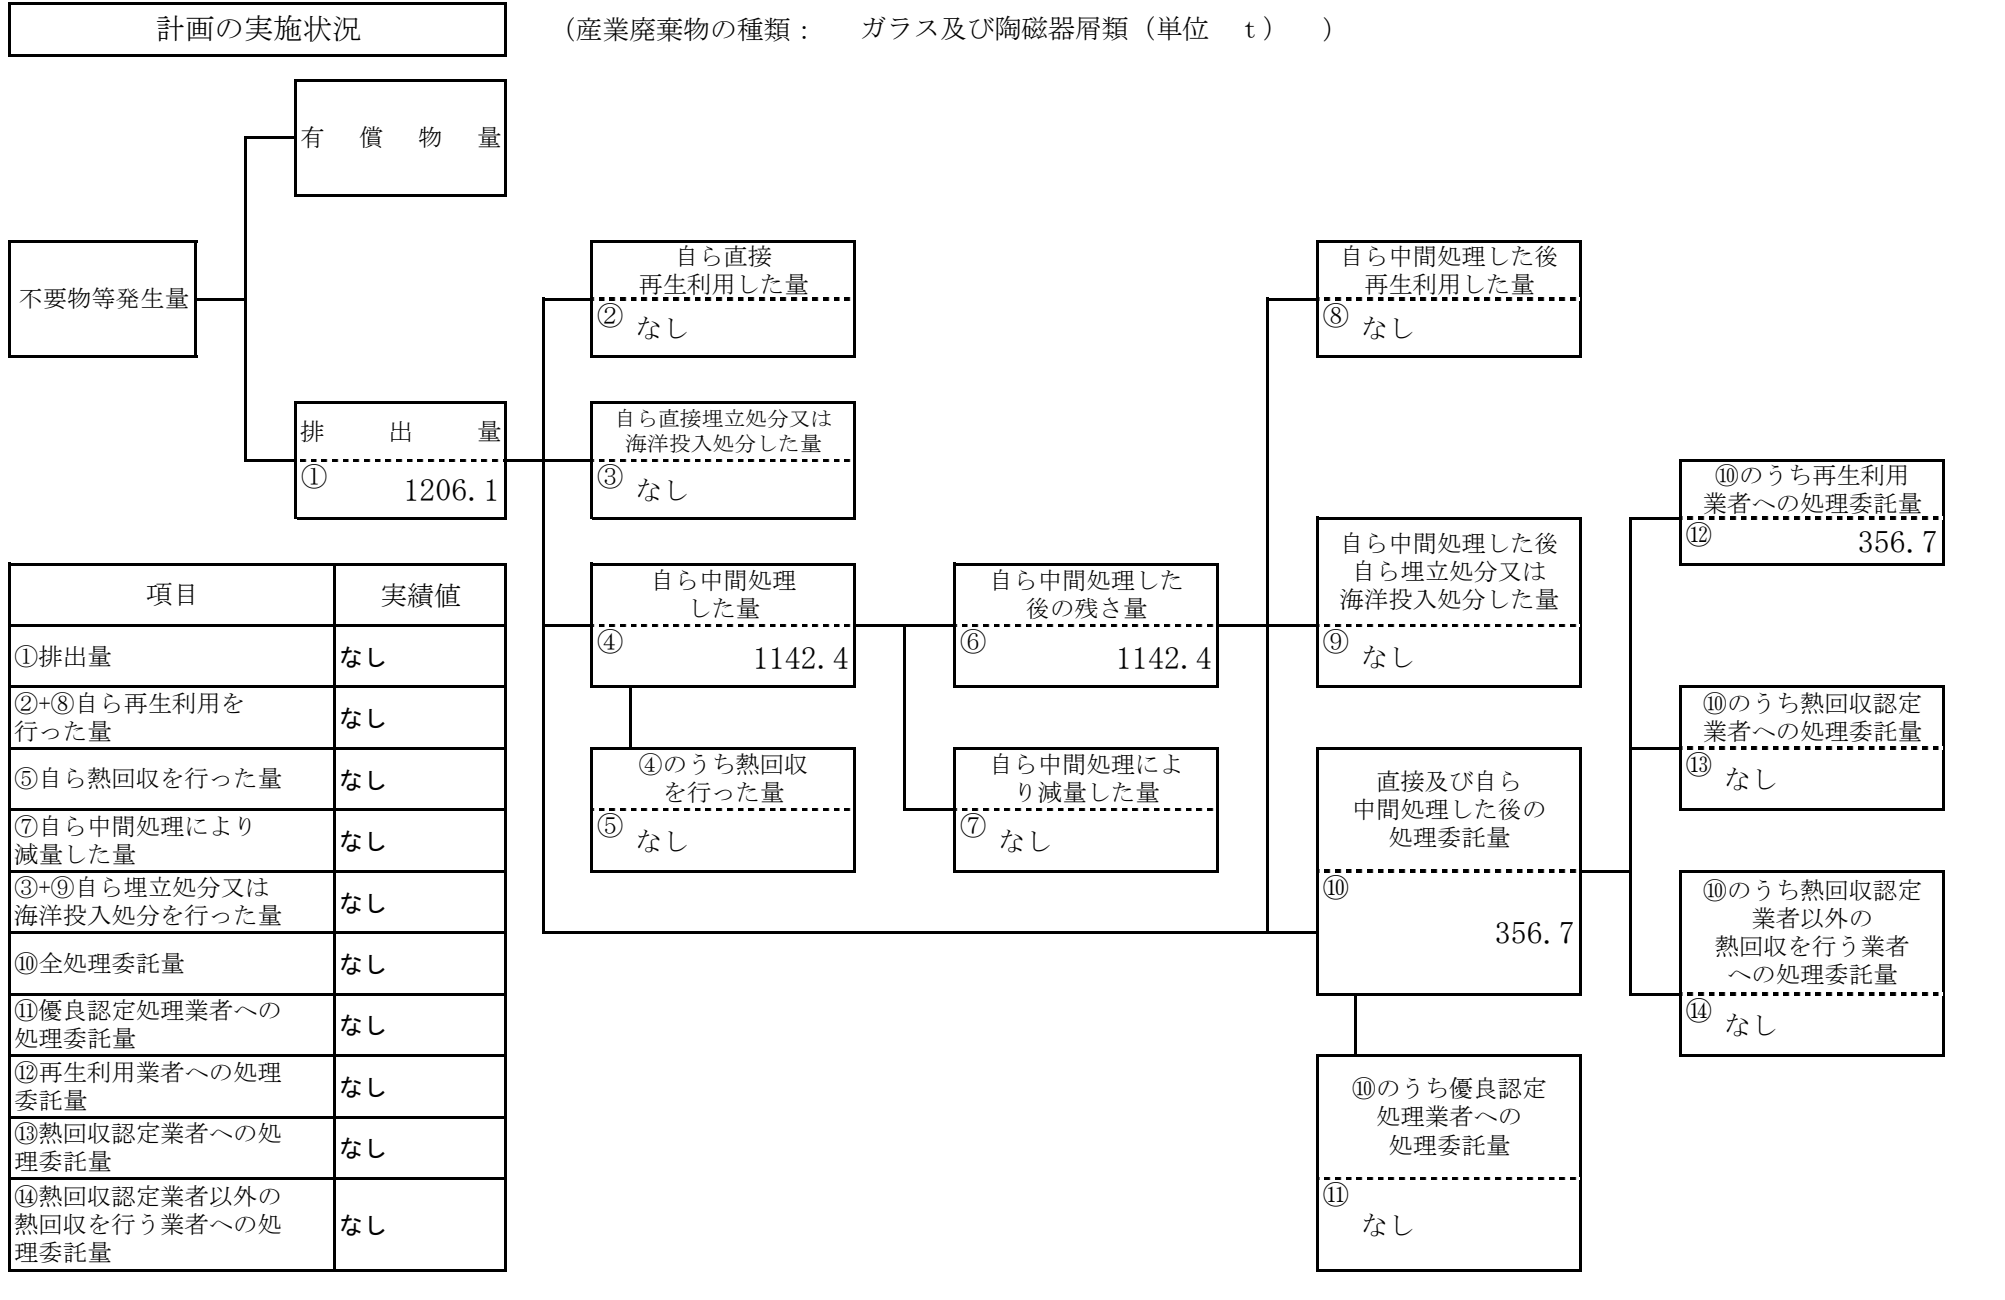 計画の実施状況
（産業廃棄物の種類： ガラス及び陶磁器屑類（単位 ｔ） ）
有償物量
不要物等発生量
排出量
①
1206.1
自ら直接
再生利用した量
②
なし
自ら直接埋立処分又は
海洋投入処分した量
③
なし
自ら中間処理
した量
④
1142.4
④のうち熱回収
を行った量
⑤
なし
自ら中間処理した
後の残さ量
⑥
1142.4
自ら中間処理によ
り減量した量
⑦
なし
自ら中間処理した後
再生利用した量
⑧
なし
自ら中間処理した後
自ら埋立処分又は
海洋投入処分した量
⑨
なし
直接及び自ら
中間処理した後の
処理委託量
⑩
356.7
⑩のうち優良認定
処理業者への
処理委託量
⑪
なし
⑩のうち再生利用
業者への処理委託量
⑫
356.7
⑩のうち熱回収認定
業者への処理委託量
⑬
なし
⑩のうち熱回収認定
業者以外の
熱回収を行う業者
への処理委託量
⑭
なし
項目 実績値
①排出量 なし
②+⑧自ら再生利用を
行った量 なし
⑤自ら熱回収を行った量 なし
⑦自ら中間処理により
減量した量 なし
③+⑨自ら埋立処分又は
海洋投入処分を行った量 なし
⑩全処理委託量 なし
⑪優良認定処理業者への
処理委託量 なし
⑫再生利用業者への処理
委託量 なし
⑬熱回収認定業者への処
理委託量 なし
⑭熱回収認定業者以外の
熱回収を行う業者への処
理委託量 なし